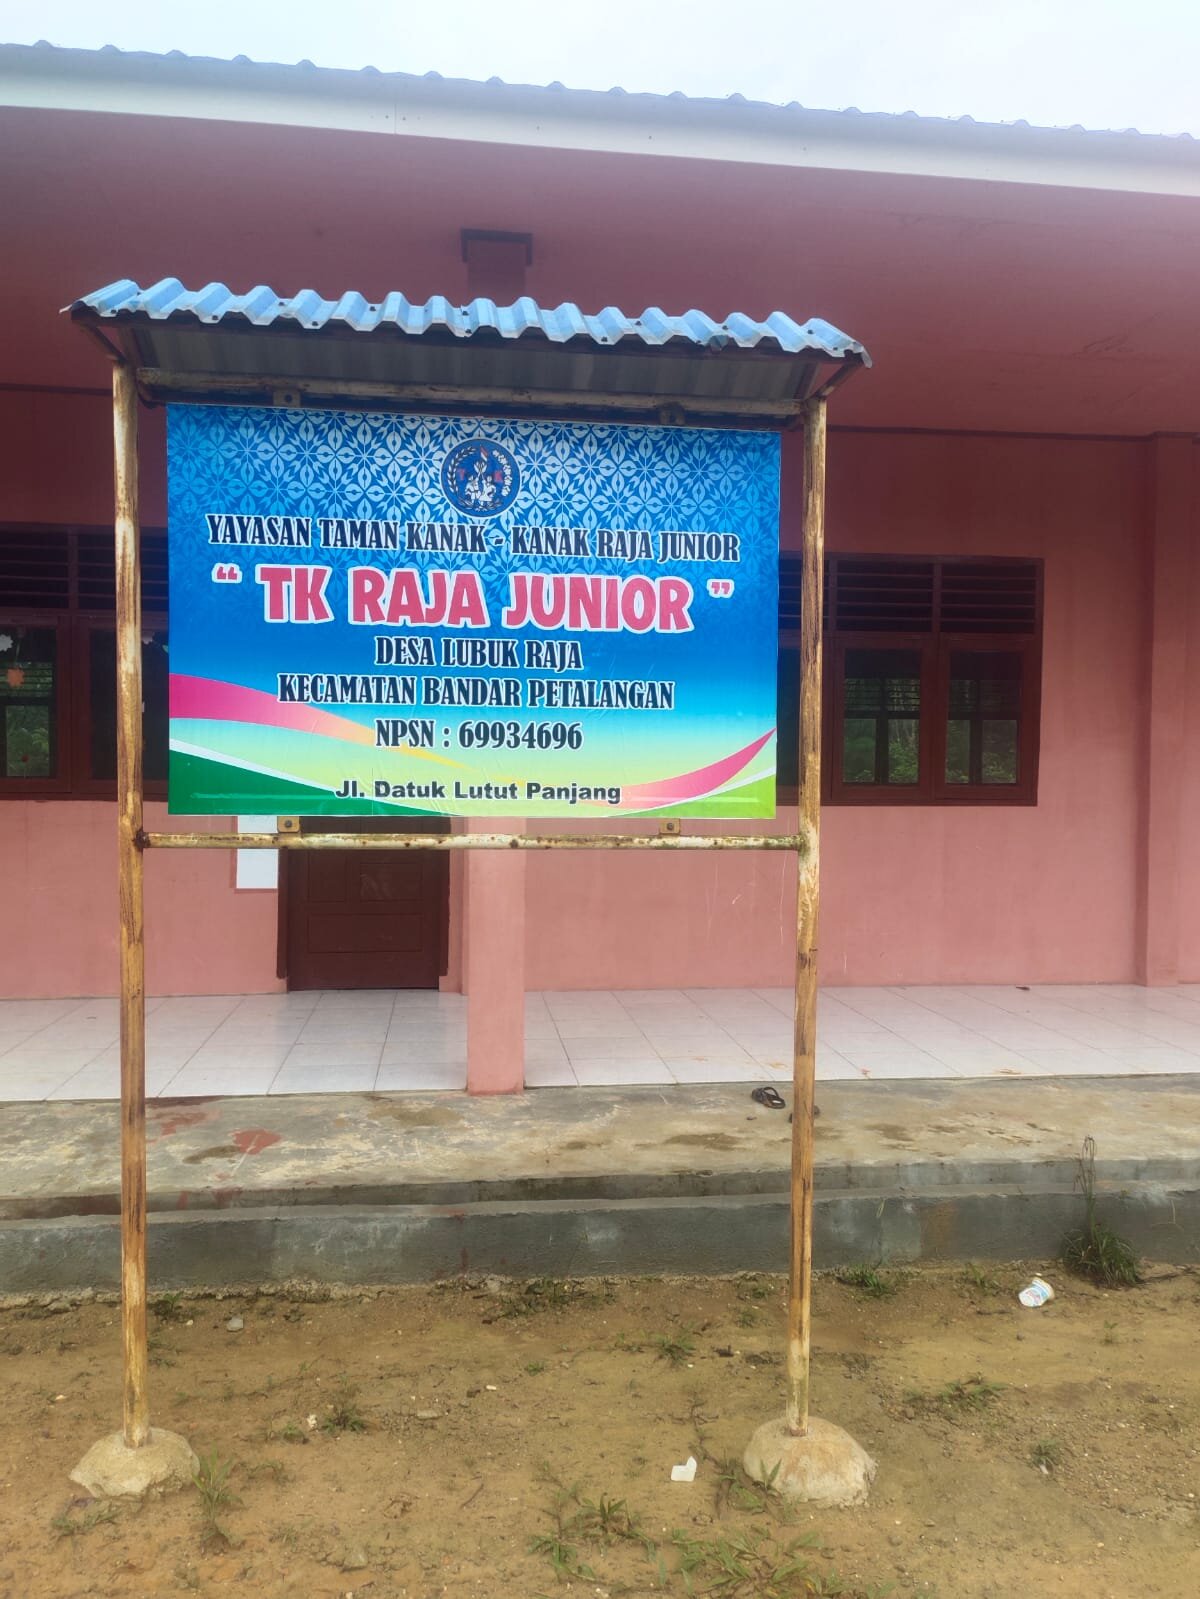 T K
YAYASAN TAMAN KANAK - KANAK RAJA JUNIOR
“ TK RAJA JUNIOR ”
DESA LUBUK RAJA
KECAMATAN BANDAR PETALANGAN
NPSN : 69934696
Jl. Datuk Lutut Panjang